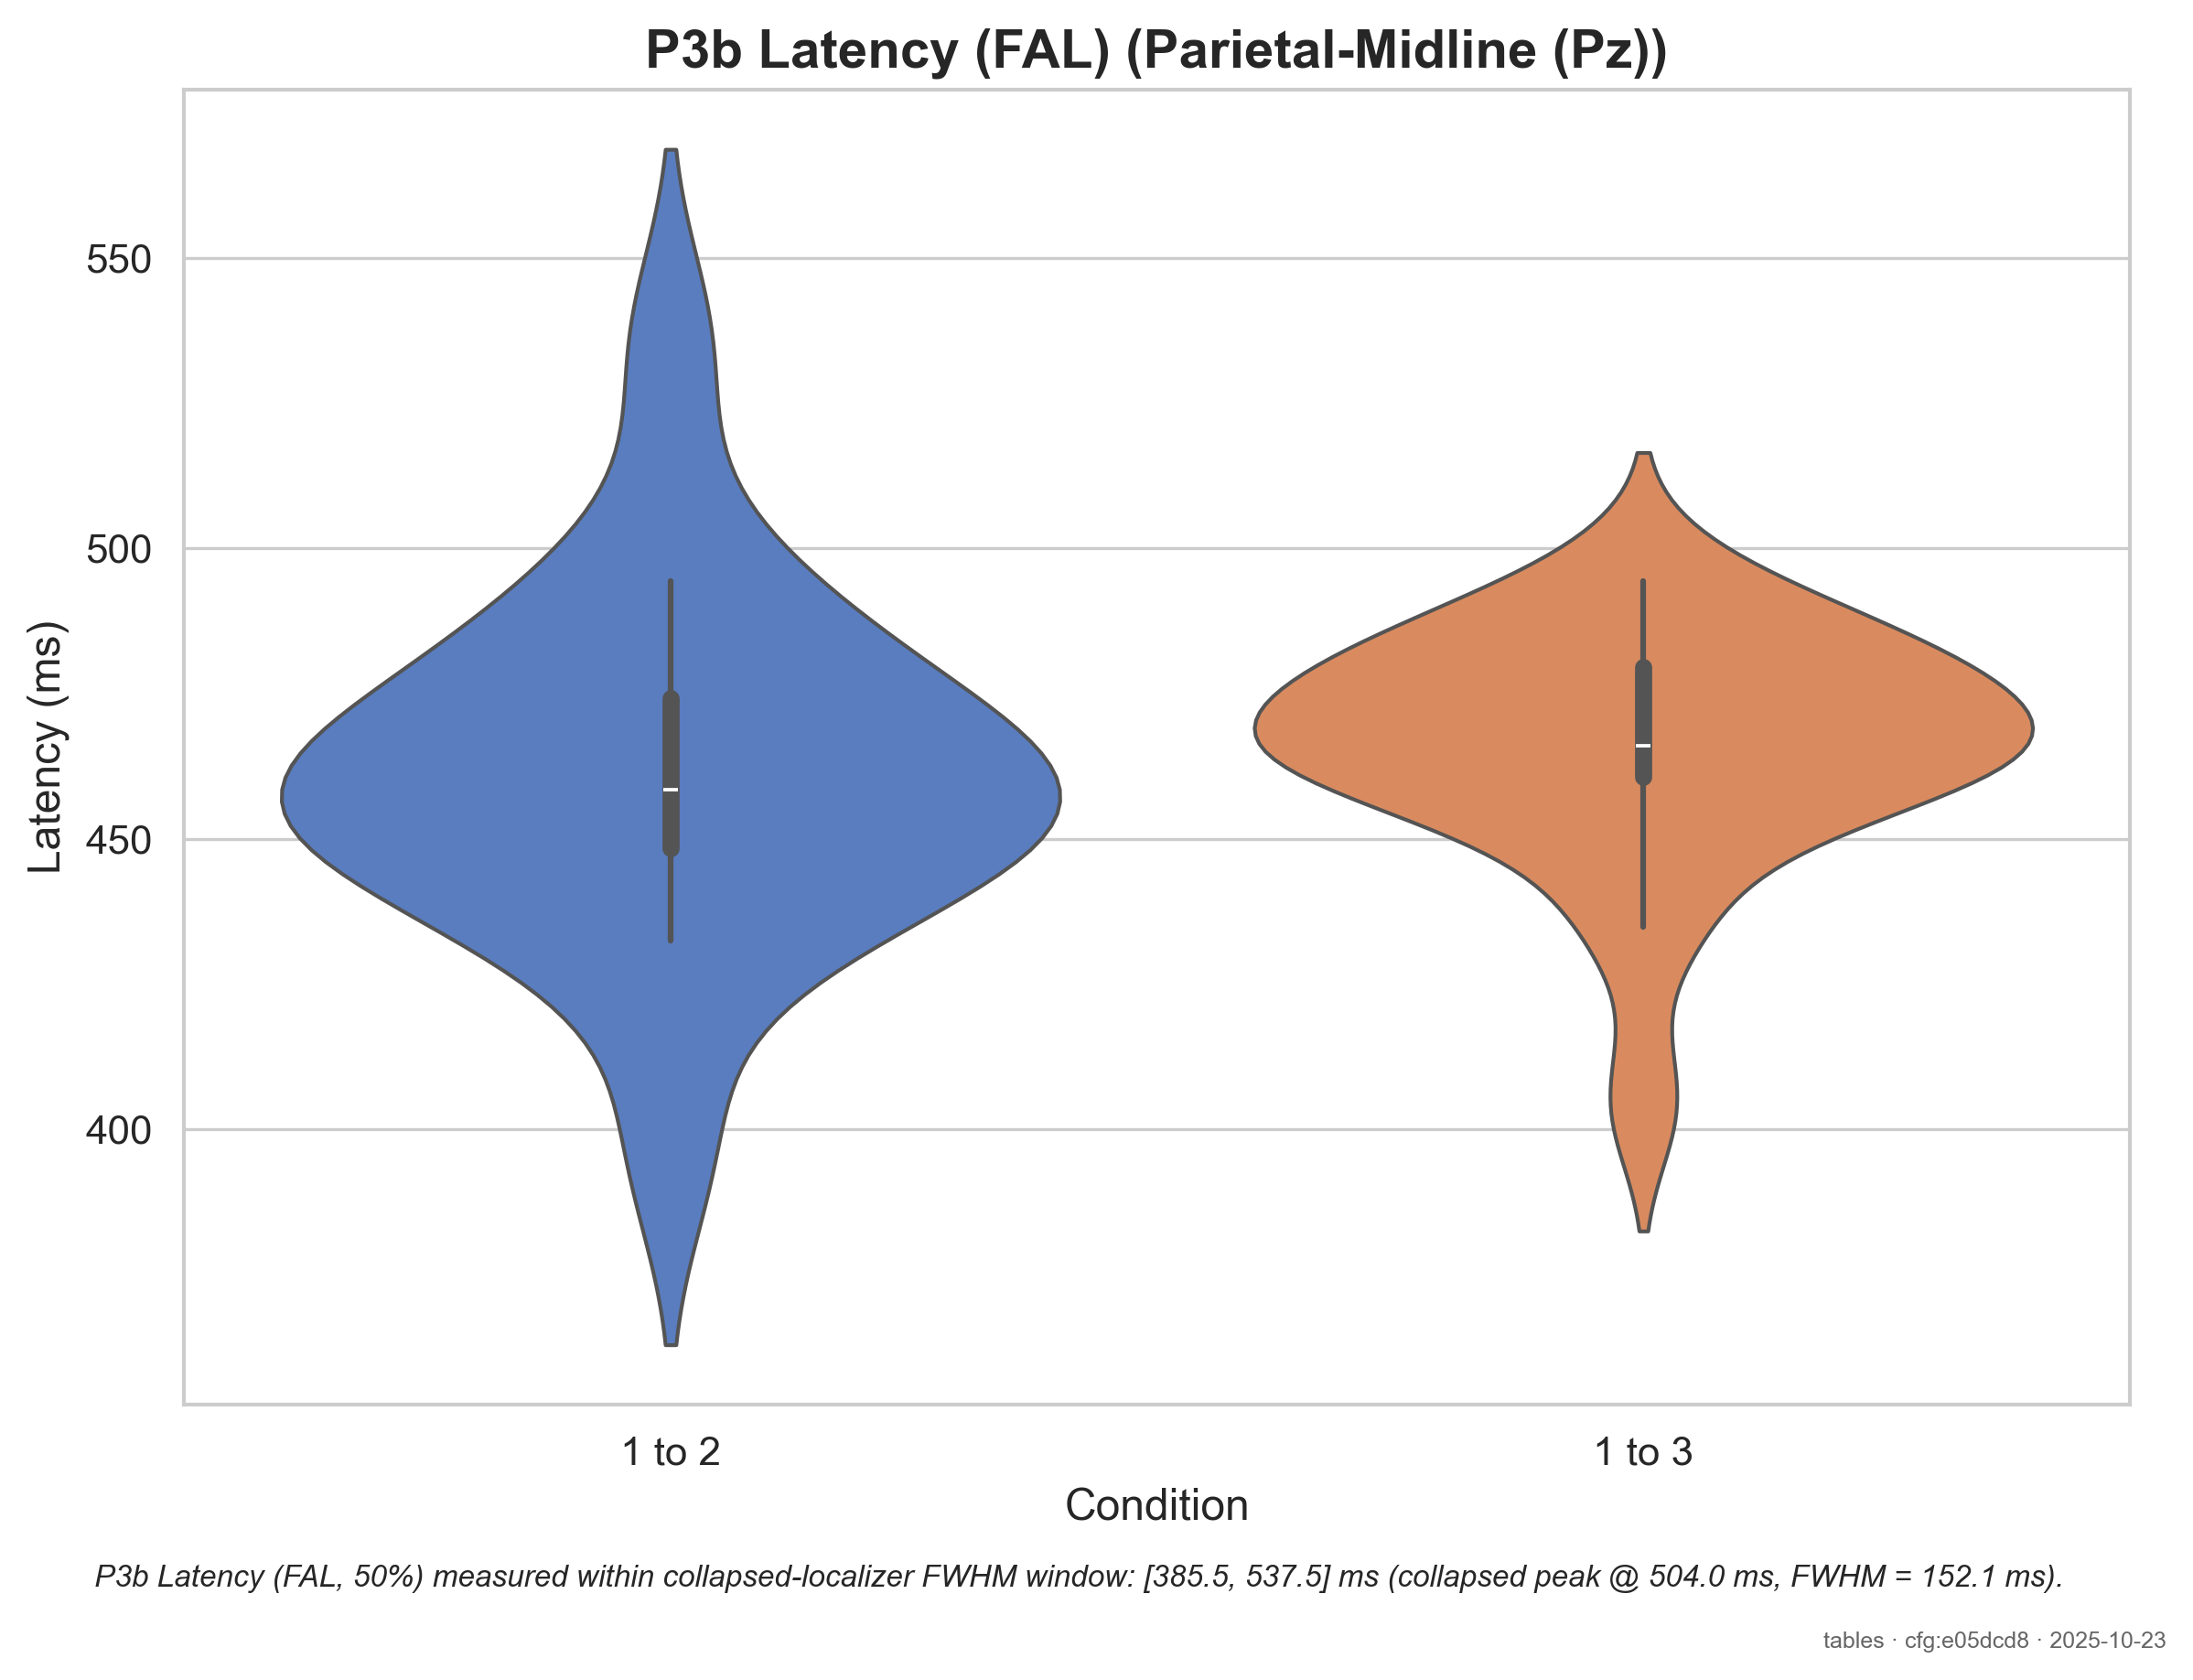 P3b Latency (FAL) (Parietal-Midline (Pz))
Latency (ms)
550
500
450
400
1 to 2
1 to 3
Condition
P3b Latency (FAL, 50%) measured within collapsed-localizer FWHM window: [385.5, 537.5] ms (collapsed peak @ 504.0 ms, FWHM = 152.1 ms).
tables · cfg:e05dcd8 · 2025-10-23